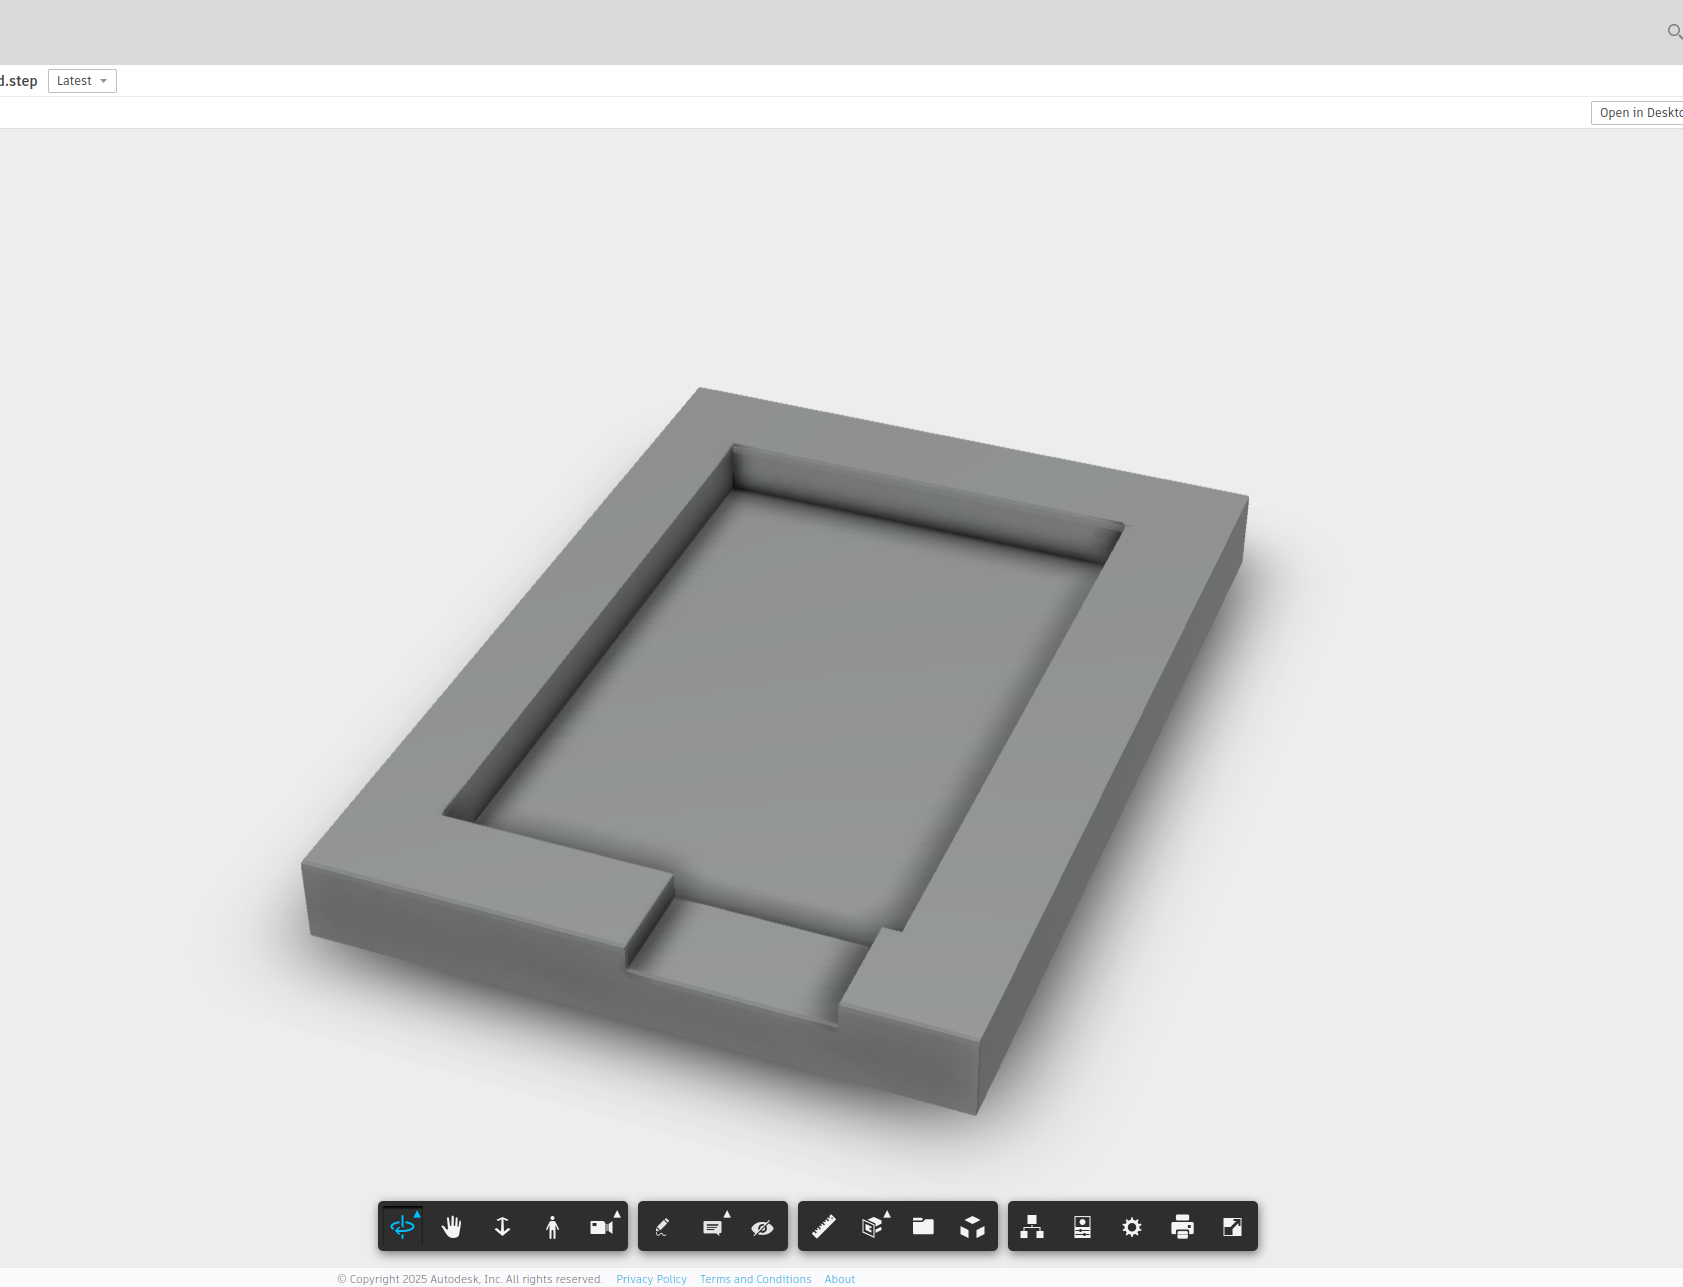 d.step Latest
Open in Deskto
© Copyright 2025 Autodesk, Inc. All rights reserved. Privacy Policy Terms and Conditions About